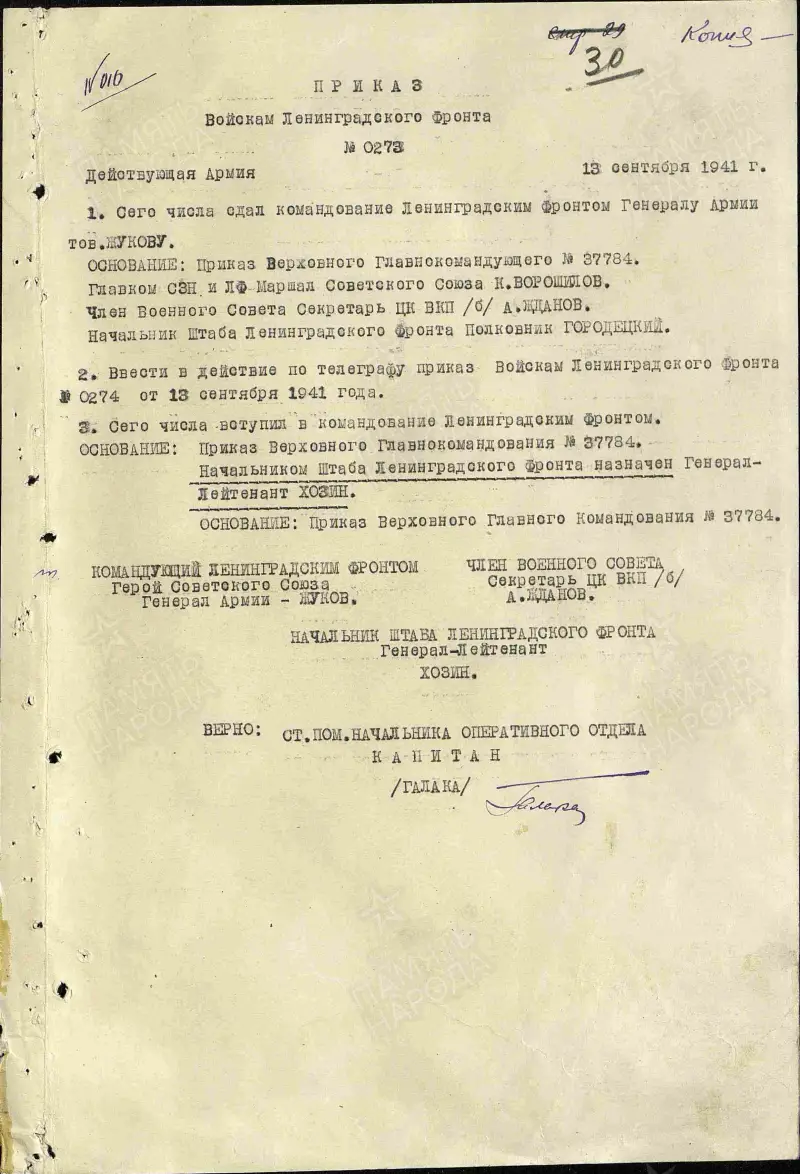 стр 29
Копия
30
№ 016
ПРИКАЗ
Войскам Ленинградского Фронта
№ 0273
Действующая Армия 13 сентября 1941 г.
1. Сего числа сдал командование Ленинградским Фронтом Генералу Армии
тов.ЖУКОВУ.
ОСНОВАНИЕ: Приказ Верховного Главнокомандующего № 37784.
Главком СЗН и ЛФ Маршал Советского Союза К.ВОРОШИЛОВ.
Член Военного Совета Секретарь ЦК ВКП /б/ А.ЖДАНОВ.
Начальник Штаба Ленинградского Фронта Полковник ГОРОДЕЦКИЙ.
2. Ввести в действие по телеграфу приказ Войскам Ленинградского Фронта
№ 0274 от 13 сентября 1941 года.
3. Сего числа вступил в командование Ленинградским Фронтом.
ОСНОВАНИЕ: Приказ Верховного Главнокомандования № 37784.
Начальником Штаба Ленинградского Фронта назначен Генерал-
Лейтенант ХОЗИН.
ОСНОВАНИЕ: Приказ Верховного Главного Командования № 37784.
КОМАНДУЮЩИЙ ЛЕНИНГРАДСКИМ ФРОНТОМ
Герой Советского Союза
Генерал Армии - ЖУКОВ.
ЧЛЕН ВОЕННОГО СОВЕТА
Секретарь ЦК ВКП /б/
А.ЖДАНОВ.
НАЧАЛЬНИК ШТАБА ЛЕНИНГРАДСКОГО ФРОНТА
Генерал-Лейтенант
ХОЗИН.
ВЕРНО: СТ.ПОМ.НАЧАЛЬНИКА ОПЕРАТИВНОГО ОТДЕЛА
КАПИТАН
/ГАЛАКА/
Галака
ПАМЯТЬ
НАРОДА